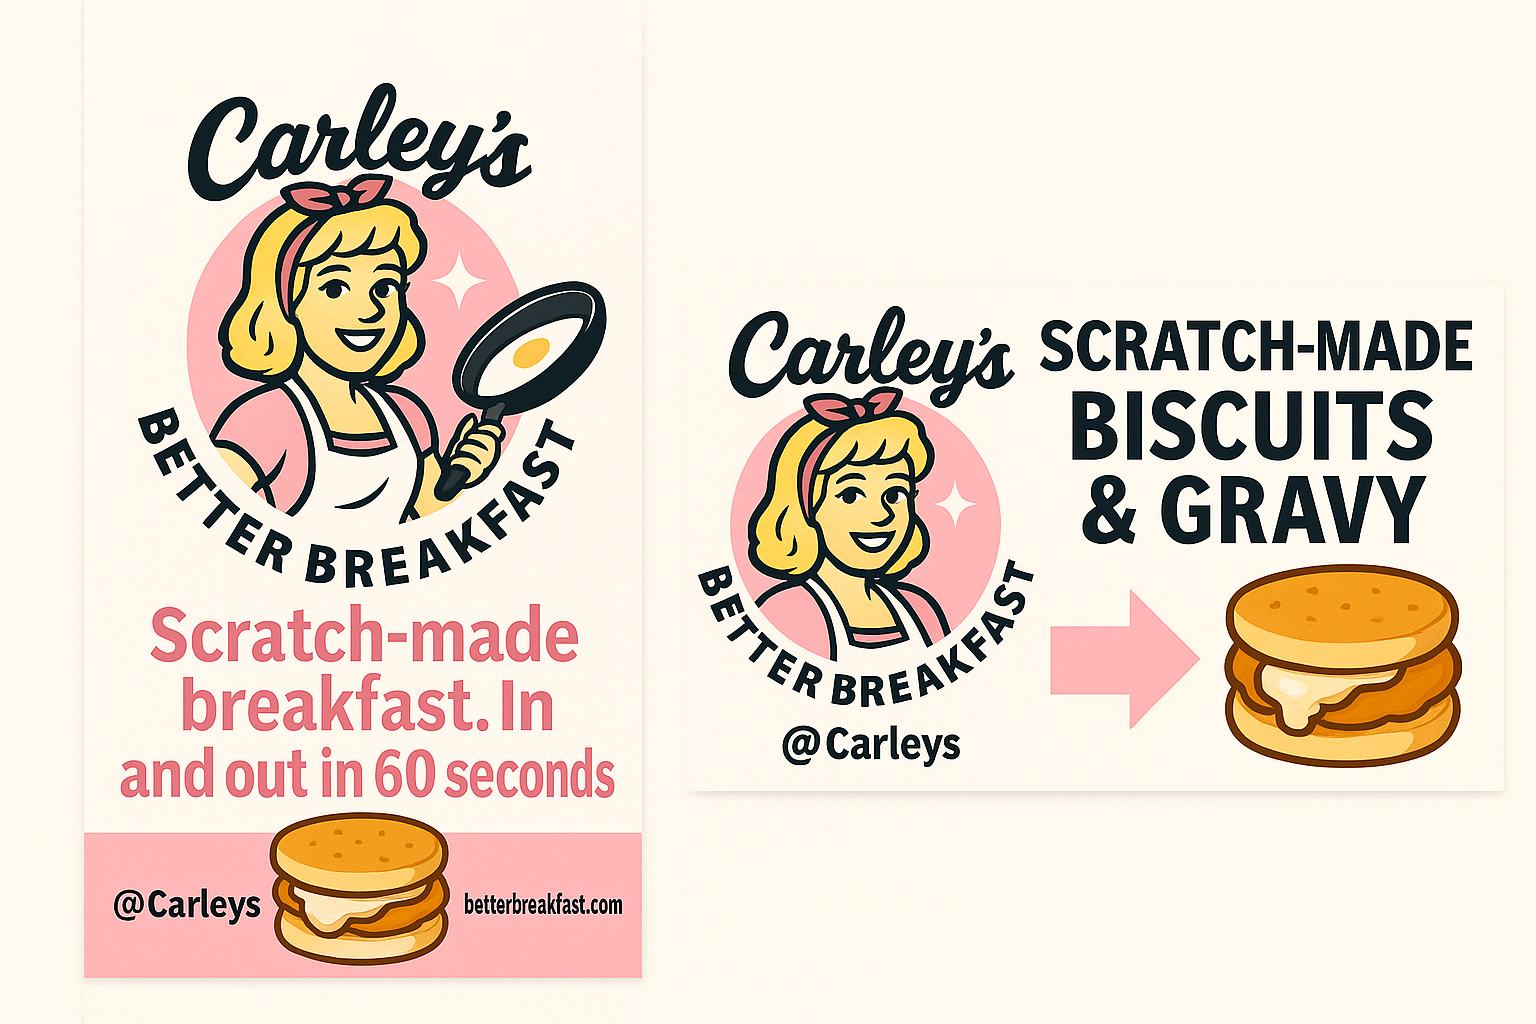 Carley's
BETTER BREAKFAST
Scratch-made
breakfast. In
and out in 60 seconds
@Carleys
betterbreakfast.com
Carley's
BETTER BREAKFAST
@Carleys
SCRATCH-MADE
BISCUITS
& GRAVY